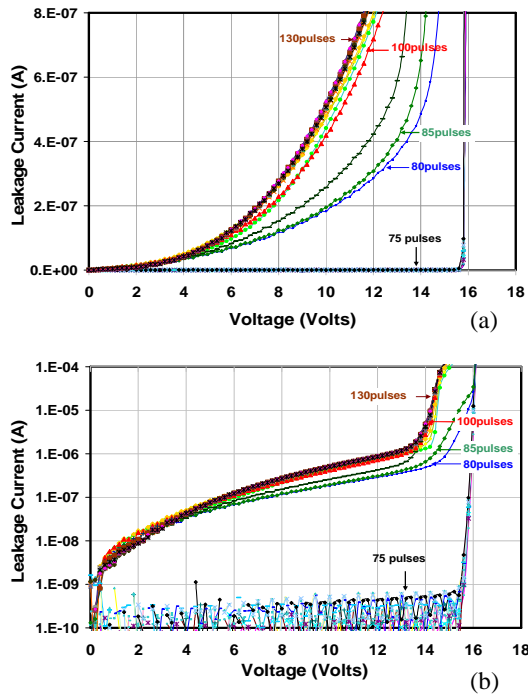 (a)
8.E-07
6.E-07
4.E-07
2.E-07
0.E+00
Leakage Current (A)
130pulses
100pulses
85pulses
80pulses
75 pulses
0 2 4 6 8 10 12 14 16 18
Voltage (Volts)
(a)
1.E-04
1.E-05
1.E-06
1.E-07
1.E-08
1.E-09
1.E-10
Leakage Current (A)
130pulses
100pulses
85pulses
80pulses
75 pulses
0 2 4 6 8 10 12 14 16 18
Voltage (Volts)
(b)